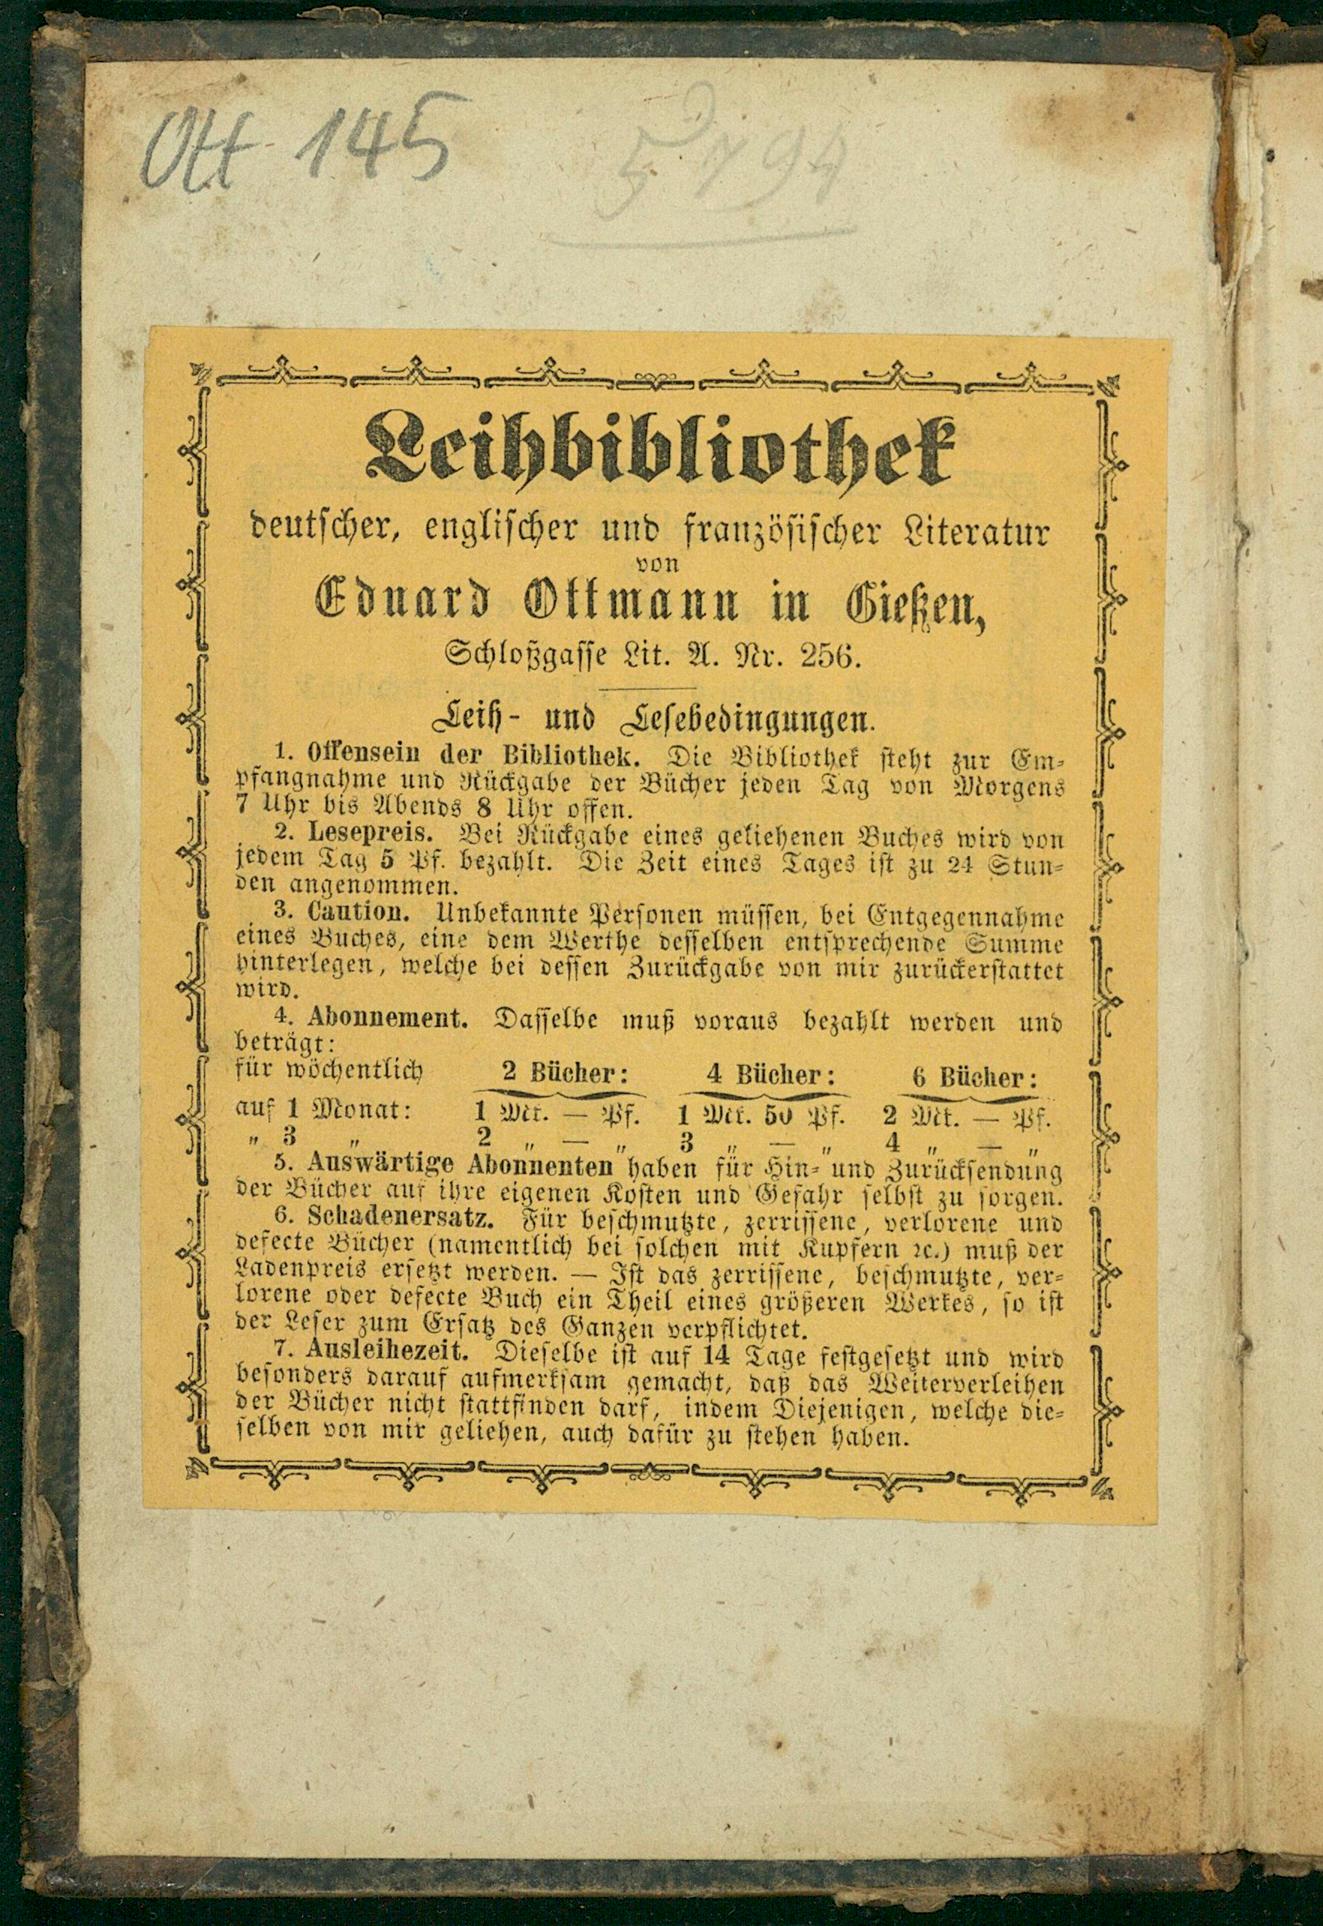 Ott 145
5794
Leihbibliothek
deutscher, englischer und französischer Literatur
von
Eduard Ottmann in Gießen,
Schloßgasse Lit. A. Nr. 256.
Leih- und Lesebedingungen.
1. Offensein der Bibliothek. Die Bibliothek steht zur Em-
pfangnahme und Rückgabe der Bücher jeden Tag von Morgens
7 Uhr bis Abends 8 Uhr offen.
2. Lesepreis. Bei Rückgabe eines geliehenen Buches wird von
jedem Tag 5 Pf. bezahlt. Die Zeit eines Tages ist zu 24 Stun-
den angenommen.
3. Caution. Unbekannte Personen müssen, bei Entgegennahme
eines Buches, eine dem Werthe desselben entsprechende Summe
hinterlegen, welche bei dessen Zurückgabe von mir zurückerstattet
wird.
4. Abonnement. Dasselbe muß voraus bezahlt werden und
beträgt:
für wöchentlich 2 Bücher: 4 Bücher: 6 Bücher:
auf 1 Monat: 1 Mk. — Pf. 1 Mk. 50 Pf. 2 Mk. — Pf.
„ 3 „ 2 „ — „ 3 „ — „ 4 „ — „
5. Auswärtige Abonnenten haben für Hin- und Zurücksendung
der Bücher auf ihre eigenen Kosten und Gefahr selbst zu sorgen.
6. Schadenersatz. Für beschmutzte, zerrissene, verlorene und
defecte Bücher (namentlich bei solchen mit Kupfern ꝛc.) muß der
Ladenpreis ersetzt werden. — Ist das zerrissene, beschmutzte, ver-
lorene oder defecte Buch ein Theil eines größeren Werkes, so ist
der Leser zum Ersatz des Ganzen verpflichtet.
7. Ausleihezeit. Dieselbe ist auf 14 Tage festgesetzt und wird
besonders darauf aufmerksam gemacht, daß das Weiterverleihen
der Bücher nicht stattfinden darf, indem Diejenigen, welche die-
selben von mir geliehen, auch dafür zu stehen haben.